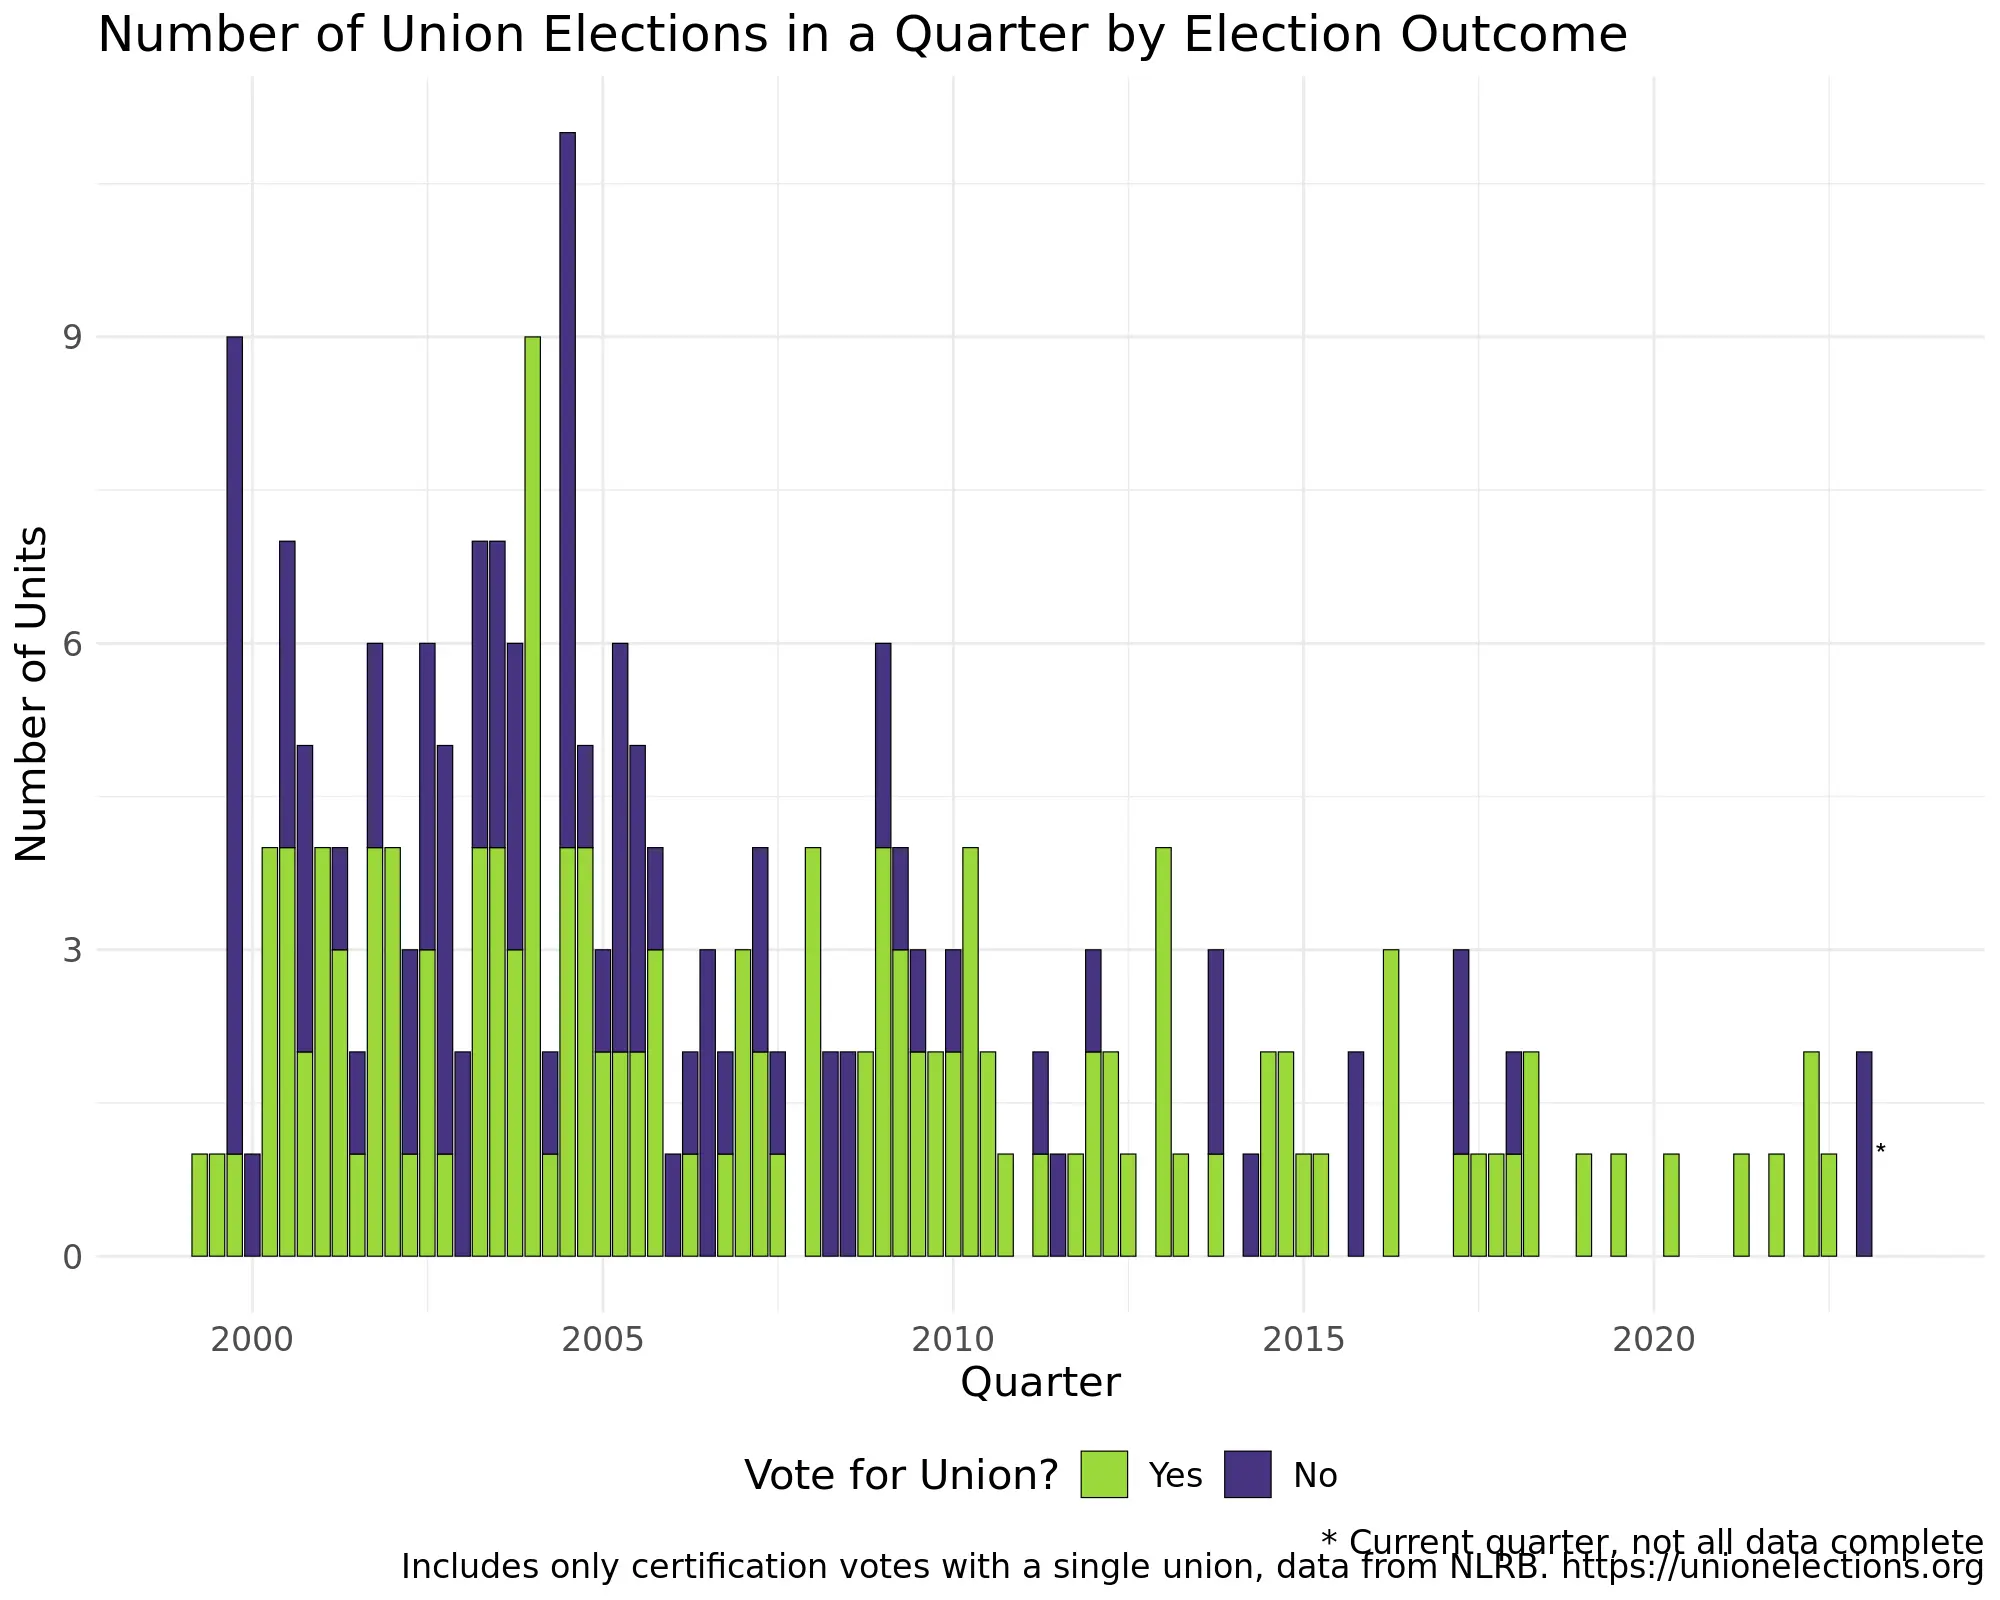 Number of Union Elections in a Quarter by Election Outcome
Number of Units
9
6
3
0
*
2000 2005 2010 2015 2020
Quarter
Vote for Union? Yes No
* Current quarter, not all data complete
Includes only certification votes with a single union, data from NLRB. https://unionelections.org